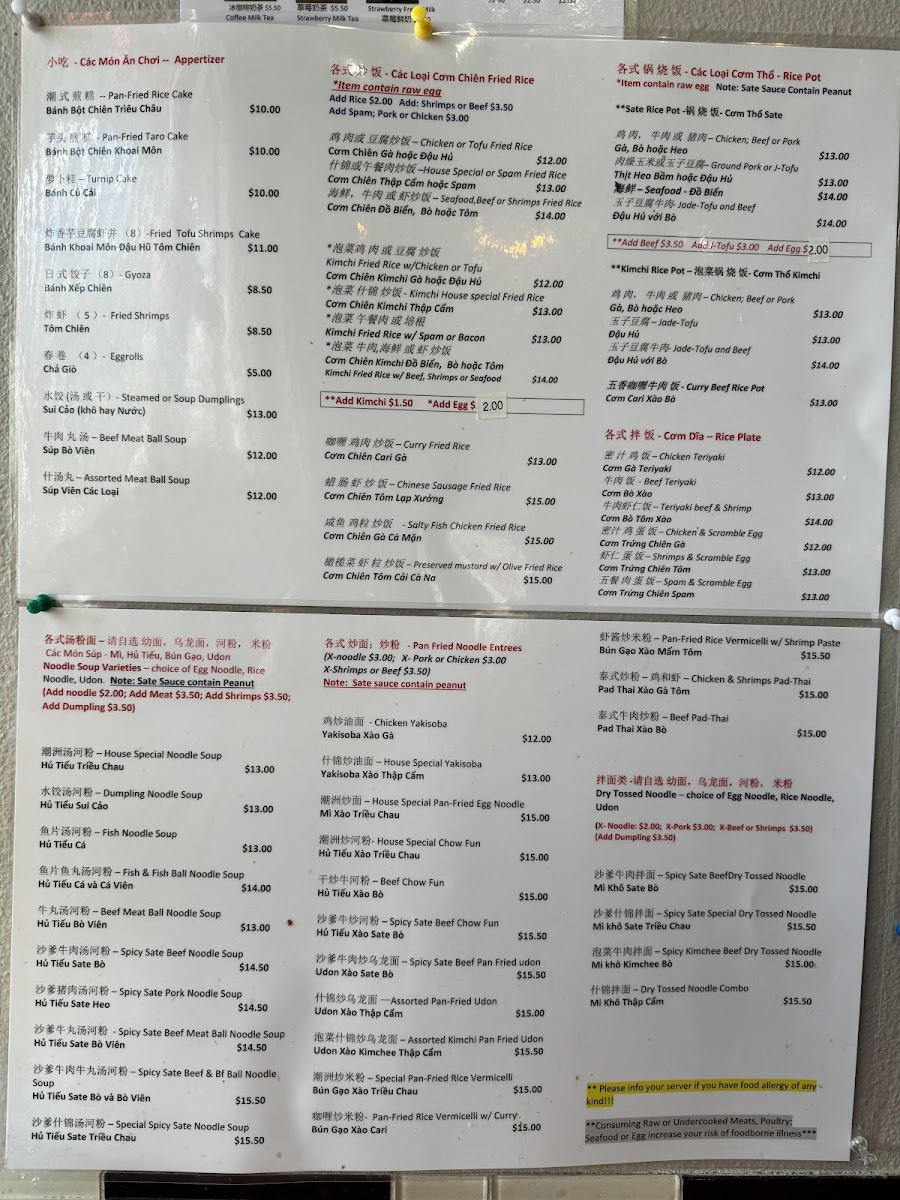 冰咖啡奶茶 $5.50
Coffee Milk Tea
草莓奶茶 $5.50
Strawberry Milk Tea
Strawberry Fre Milk
草莓鲜奶
小吃 - Các Món Ăn Chơi -- Appertizer
潮式煎糕 -- Pan-Fried Rice Cake
Bánh Bột Chiên Triêu Châu $10.00
芋头煎糕 - Pan-Fried Taro Cake
Bánh Bột Chiên Khoai Môn $10.00
萝卜糕 – Turnip Cake
Bánh Củ Cải $10.00
炸香芋豆腐虾井 (8) -Fried Tofu Shrimps Cake
Bánh Khoai Môn Đậu Hũ Tôm Chiên $11.00
日式饺子 (8) - Gyoza
Bánh Xếp Chiên $8.50
炸虾 (5) - Fried Shrimps
Tôm Chiên $8.50
春卷 (4) - Eggrolls
Chả Giò $5.00
水饺 (汤 或 干) - Steamed or Soup Dumplings
Sui Cảo (khô hay Nước) $13.00
牛肉丸汤 – Beef Meat Ball Soup
Súp Bò Viên $12.00
什汤丸 – Assorted Meat Ball Soup
Súp Viên Các Loại $12.00
各式炒饭 - Các Loại Cơm Chiên Fried Rice
*Item contain raw egg
Add Rice $2.00 Add: Shrimps or Beef $3.50
Add Spam; Pork or Chicken $3.00
鸡肉或豆腐炒饭 – Chicken or Tofu Fried Rice
Cơm Chiên Gà hoặc Đậu Hủ $12.00
什锦或午餐肉炒饭 –House Special or Spam Fried Rice
Cơm Chiên Thập Cẩm hoặc Spam $13.00
海鲜, 牛肉 或 虾炒饭 – Seafood,Beef or Shrimps Fried Rice
Cơm Chiên Đồ Biển, Bò hoặc Tôm $14.00
*泡菜鸡肉 或 豆腐 炒饭
Kimchi Fried Rice w/Chicken or Tofu
Cơm Chiên Kimchi Gà hoặc Đậu Hủ $12.00
*泡菜 什锦 炒饭 - Kimchi House special Fried Rice
Cơm Chiên Kimchi Thập Cẩm $13.00
*泡菜 午餐肉 或 培根
Kimchi Fried Rice w/ Spam or Bacon $13.00
*泡菜 牛肉,海鲜 或 虾 炒饭
Cơm Chiên Kimchi Đồ Biển, Bò hoặc Tôm
Kimchi Fried Rice w/ Beef, Shrimps or Seafood $14.00
**Add Kimchi $1.50 *Add Egg $ 2.00
咖喱 鸡肉 炒饭 – Curry Fried Rice
Cơm Chiên Cari Gà $13.00
蜡肠虾炒饭 – Chinese Sausage Fried Rice
Cơm Chiên Tôm Lạp Xưởng $15.00
咸鱼鸡粒炒饭 - Salty Fish Chicken Fried Rice
Cơm Chiên Gà Cá Mặn $15.00
橄榄菜 虾 粒 炒饭 – Preserved mustard w/ Olive Fried Rice
Cơm Chiên Tôm Cải Cà Na $15.00
各式锅烧饭 - Các Loại Cơm Thổ - Rice Pot
*Item contain raw egg Note: Sate Sauce Contain Peanut
**Sate Rice Pot -锅 烧 饭- Cơm Thổ Sate
鸡肉, 牛肉 或 猪肉 – Chicken; Beef or Pork
Gà, Bò hoặc Heo $13.00
肉燥玉米或玉子豆腐 – Ground Pork or J-Tofu
Thịt Heo Bằm hoặc Đậu Hủ $13.00
海鲜 – Seafood - Đồ Biển $14.00
玉子豆腐牛肉- Jade-Tofu and Beef
Đậu Hủ với Bò $14.00
**Add Beef $3.50 Add J-Tofu $3.00 Add Egg $2.00
**Kimchi Rice Pot – 泡菜锅 烧 饭- Cơm Thổ Kimchi
鸡肉, 牛肉 或 猪肉 – Chicken; Beef or Pork
Gà, Bò hoặc Heo $13.00
玉子豆腐 – Jade-Tofu
Đậu Hủ $13.00
玉子豆腐牛肉- Jade-Tofu and Beef
Đậu Hủ với Bò $14.00
五香咖喱牛肉 饭 - Curry Beef Rice Pot
Cơm Cari Xào Bò $13.00
各式拌饭 - Cơm Dĩa – Rice Plate
密汁鸡饭 – Chicken Teriyaki
Cơm Gà Teriyaki $12.00
牛肉饭 - Beef Teriyaki
Cơm Bò Xào $13.00
牛肉虾仁饭 – Teriyaki beef & Shrimp
Cơm Bò Tôm Xào $14.00
密汁鸡蛋饭 – Chicken & Scramble Egg
Cơm Trứng Chiên Gà $12.00
虾仁蛋饭 – Shrimps & Scramble Egg
Cơm Trứng Chiên Tôm $13.00
五餐肉蛋饭 – Spam & Scramble Egg
Cơm Trứng Chiên Spam $13.00
各式汤粉面 – 请自选 幼面, 乌龙面, 河粉, 米粉
Các Món Súp - Mì, Hủ Tiếu, Bún Gạo, Udon
Noodle Soup Varieties – choice of Egg Noodle, Rice
Noodle, Udon. Note: Sate Sauce contain Peanut
(Add noodle $2.00; Add Meat $3.50; Add Shrimps $3.50;
Add Dumpling $3.50)
潮洲汤河粉 – House Special Noodle Soup
Hủ Tiếu Triều Chau $13.00
水饺汤河粉 – Dumpling Noodle Soup
Hủ Tiếu Sui Cảo $13.00
鱼片汤河粉 – Fish Noodle Soup
Hủ Tiếu Cá $13.00
鱼片鱼丸汤河粉 – Fish & Fish Ball Noodle Soup
Hủ Tiếu Cá và Cá Viên $14.00
牛丸汤河粉 – Beef Meat Ball Noodle Soup
Hủ Tiếu Bò Viên $13.00
沙爹牛肉汤河粉 – Spicy Sate Beef Noodle Soup
Hủ Tiếu Sate Bò $14.50
沙爹猪肉汤河粉 – Spicy Sate Pork Noodle Soup
Hủ Tiếu Sate Heo $14.50
沙爹牛丸汤河粉 - Spicy Sate Beef Meat Ball Noodle Soup
Hủ Tiếu Sate Bò Viên $14.50
沙爹牛肉牛丸汤河粉 – Spicy Sate Beef & Bf Ball Noodle
Soup
Hủ Tiếu Sate Bò và Bò Viên $15.50
沙爹什锦汤河粉 – Special Spicy Sate Noodle Soup
Hủ Tiếu Sate Triều Chau $15.50
各式 炒面; 炒粉 - Pan Fried Noodle Entrees
(X-noodle $3.00; X- Pork or Chicken $3.00
X-Shrimps or Beef $3.50)
Note: Sate sauce contain peanut
鸡炒油面 - Chicken Yakisoba
Yakisoba Xào Gà $12.00
什锦炒油面 – House Special Yakisoba
Yakisoba Xào Thập Cẩm $13.00
潮洲炒面 – House Special Pan-Fried Egg Noodle
Mì Xào Triều Chau $15.00
潮洲炒河粉- House Special Chow Fun
Hủ Tiếu Xào Triều Chau $15.00
干炒牛河粉 – Beef Chow Fun
Hủ Tiếu Xào Bò $15.00
沙爹牛炒河粉 – Spicy Sate Beef Chow Fun
Hủ Tiếu Xào Sate Bò $15.50
沙爹牛肉炒乌龙面 – Spicy Sate Beef Pan Fried udon
Udon Xào Sate Bò $15.50
什锦炒乌龙面 —Assorted Pan-Fried Udon
Udon Xào Thập Cẩm $15.00
泡菜什锦炒乌龙面 – Assorted Kimchi Pan Fried Udon
Udon Xào Kimchee Thập Cẩm $15.50
潮洲炒米粉 – Special Pan-Fried Rice Vermicelli
Bún Gạo Xào Triều Chau $15.00
咖喱炒米粉- Pan-Fried Rice Vermicelli w/ Curry
Bún Gạo Xào Cari $15.00
虾酱炒米粉 – Pan-Fried Rice Vermicelli w/ Shrimp Paste
Bún Gạo Xào Mắm Tôm $15.50
泰式炒粉 – 鸡和虾 – Chicken & Shrimps Pad-Thai
Pad Thai Xào Gà Tôm $15.00
泰式牛肉炒粉 – Beef Pad-Thai
Pad Thai Xào Bò $15.00
拌面类 -请自选 幼面, 乌龙面, 河粉, 米粉
Dry Tossed Noodle – choice of Egg Noodle, Rice Noodle,
Udon
(X- Noodle: $2.00; X-Pork $3.00; X-Beef or Shrimps $3.50)
(Add Dumpling $3.50)
沙爹牛肉拌面 – Spicy Sate BeefDry Tossed Noodle
Mì Khô Sate Bò $15.00
沙爹什锦拌面 – Spicy Sate Special Dry Tossed Noodle
Mì khô Sate Triều Chau $15.50
泡菜牛肉拌面 – Spicy Kimchee Beef Dry Tossed Noodle
Mì khô Kimchee Bò $15.00
什锦拌面 – Dry Tossed Noodle Combo
Mì Khô Thập Cẩm $15.50
** Please info your server if you have food allergy of any
kind!!!
**Consuming Raw or Undercooked Meats, Poultry;
Seafood or Egg increase your risk of foodborne illness***